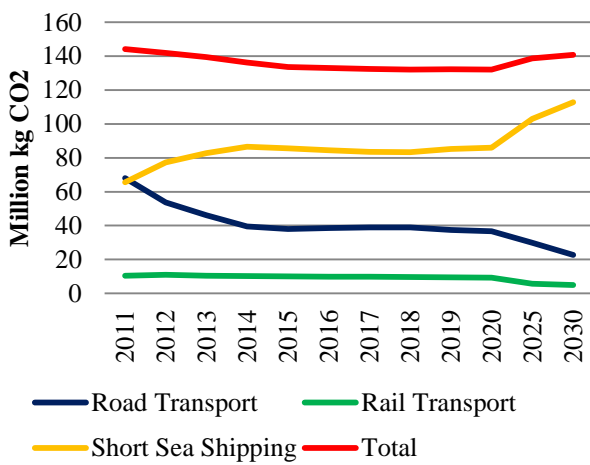 160
140
120
100
80
60
40
20
0
Million kg CO2
2011 2012 2013 2014 2015 2016 2017 2018 2019 2020 2025 2030
Road Transport Rail Transport
Short Sea Shipping Total